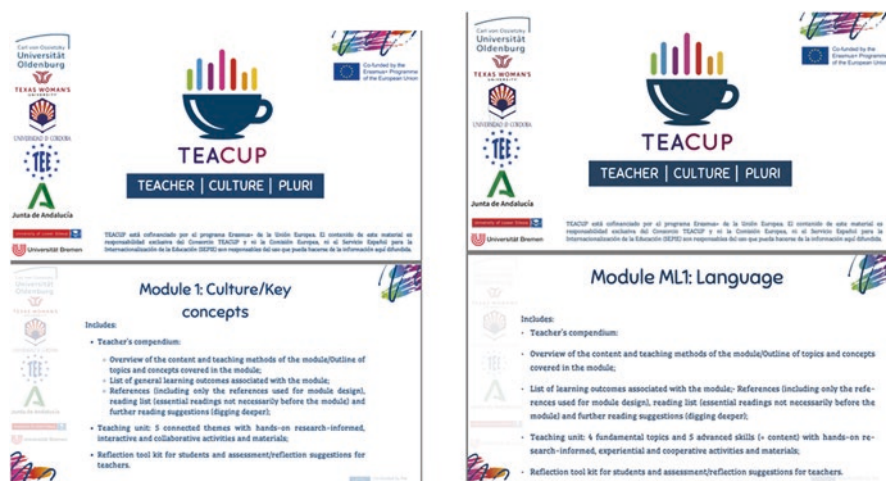 Carl von Ossietzky
Universität
Oldenburg
TEXAS WOMAN'S
UNIVERSITY
UNIVERSIDAD DE CÓRDOBA
TEE
Junta de Andalucía
University of Lower Silesia
Universität Bremen
Co-funded by the
Erasmus+ Programme
of the European Union
TEACUP
TEACHER | CULTURE | PLURI
TEACUP está cofinanciado por el programa Erasmus+ de la Unión Europea. El contenido de este material es
responsabilidad exclusiva del Consorcio TEACUP y ni la Comisión Europea, ni el Servicio Español para la
Internacionalización de la Educación (SEPIE) son responsables del uso que pueda hacerse de la información aquí difundida.
Module 1: Culture/Key
concepts
Includes:
• Teacher's compendium:
Overview of the content and teaching methods of the module/Outline of
topics and concepts covered in the module;
List of general learning outcomes associated with the module;
References (including only the references used for module design),
reading list (essential readings not necessarily before the module) and
further reading suggestions (digging deeper);
• Teaching unit: 5 connected themes with hands-on research-informed,
interactive and collaborative activities and materials;
• Reflection tool kit for students and assessment/reflection suggestions for
teachers.
Carl von Ossietzky
Universität
Oldenburg
TEXAS WOMAN'S
UNIVERSITY
UNIVERSIDAD DE CÓRDOBA
TEE
Junta de Andalucía
University of Lower Silesia
Universität Bremen
Co-funded by the
Erasmus+ Programme
of the European Union
TEACUP
TEACHER | CULTURE | PLURI
TEACUP está cofinanciado por el programa Erasmus+ de la Unión Europea. El contenido de este material es
responsabilidad exclusiva del Consorcio TEACUP y ni la Comisión Europea, ni el Servicio Español para la
Internacionalización de la Educación (SEPIE) son responsables del uso que pueda hacerse de la información aquí difundida.
Module ML1: Language
Includes:
• Teacher's compendium:
• Overview of the content and teaching methods of the module/Outline of topics and concepts
covered in the module;
• List of learning outcomes associated with the module;- References (including only the refe-
rences used for module design), reading list (essential readings not necessarily before the
module) and further reading suggestions (digging deeper);
• Teaching unit: 4 fundamental topics and 5 advanced skills (+ content) with hands-on re-
search-informed, experiential and cooperative activities and materials;
• Reflection tool kit for students and assessment/reflection suggestions for teachers.